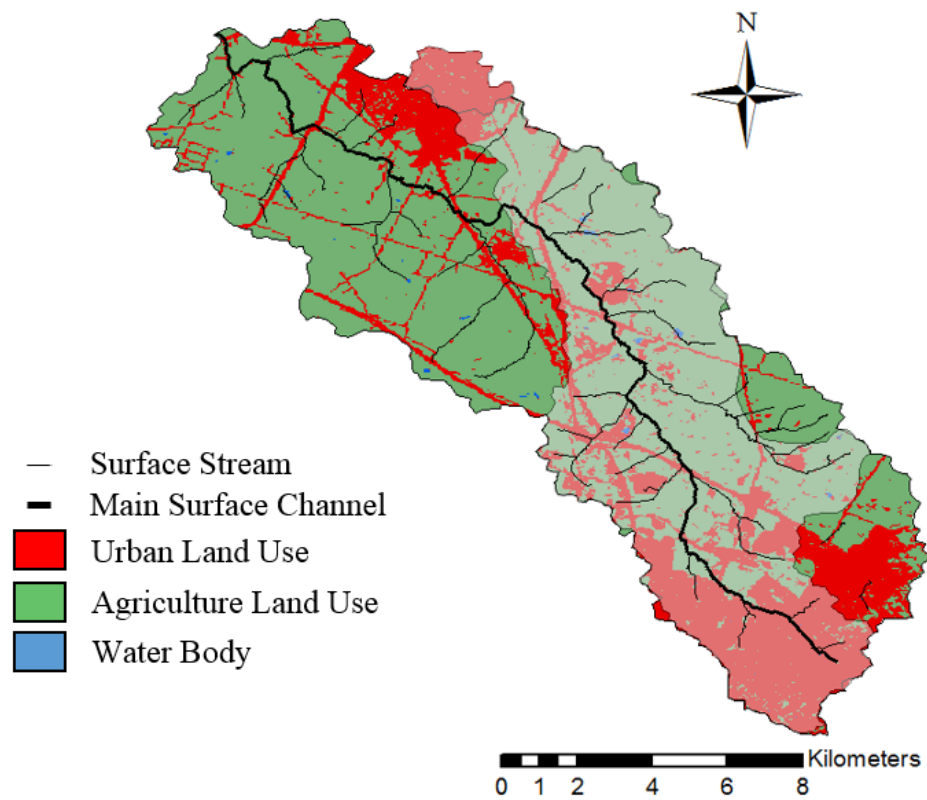 N
Surface Stream
Main Surface Channel
Urban Land Use
Agriculture Land Use
Water Body
Kilometers
0 1 2 4 6 8